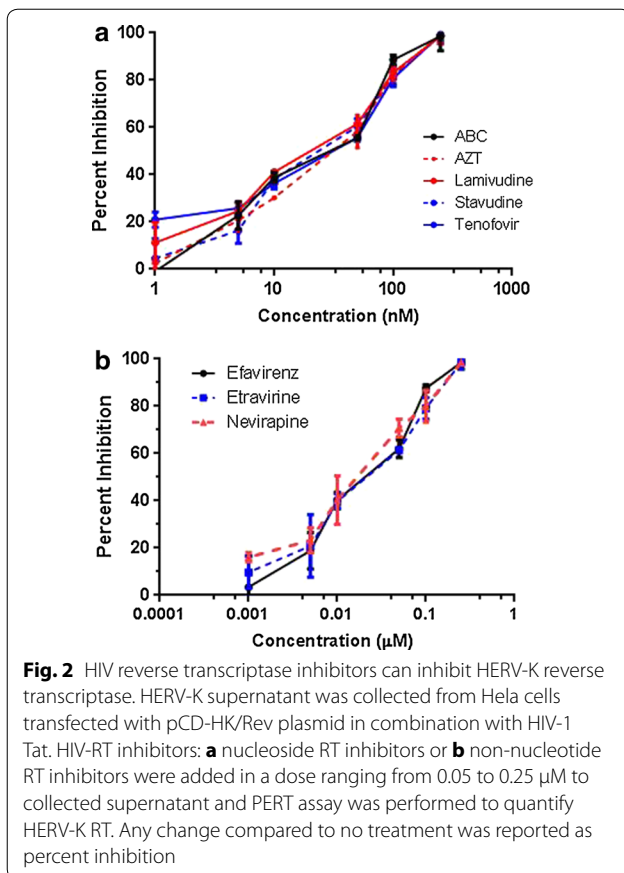 a
100
80
60
40
20
0
Percent Inhibition
ABC
AZT
Lamivudine
Stavudine
Tenofovir
1 10 100 1000
Concentration (nM)
b
100
80
60
40
20
0
Percent Inhibition
Efavirenz
Etravirine
Nevirapine
0.0001 0.001 0.01 0.1 1
Concentration (μM)
Fig. 2 HIV reverse transcriptase inhibitors can inhibit HERV-K reverse
transcriptase. HERV-K supernatant was collected from Hela cells
transfected with pCD-HK/Rev plasmid in combination with HIV-1
Tat. HIV-RT inhibitors: a nucleoside RT inhibitors or b non-nucleotide
RT inhibitors were added in a dose ranging from 0.05 to 0.25 μM to
collected supernatant and PERT assay was performed to quantify
HERV-K RT. Any change compared to no treatment was reported as
percent inhibition